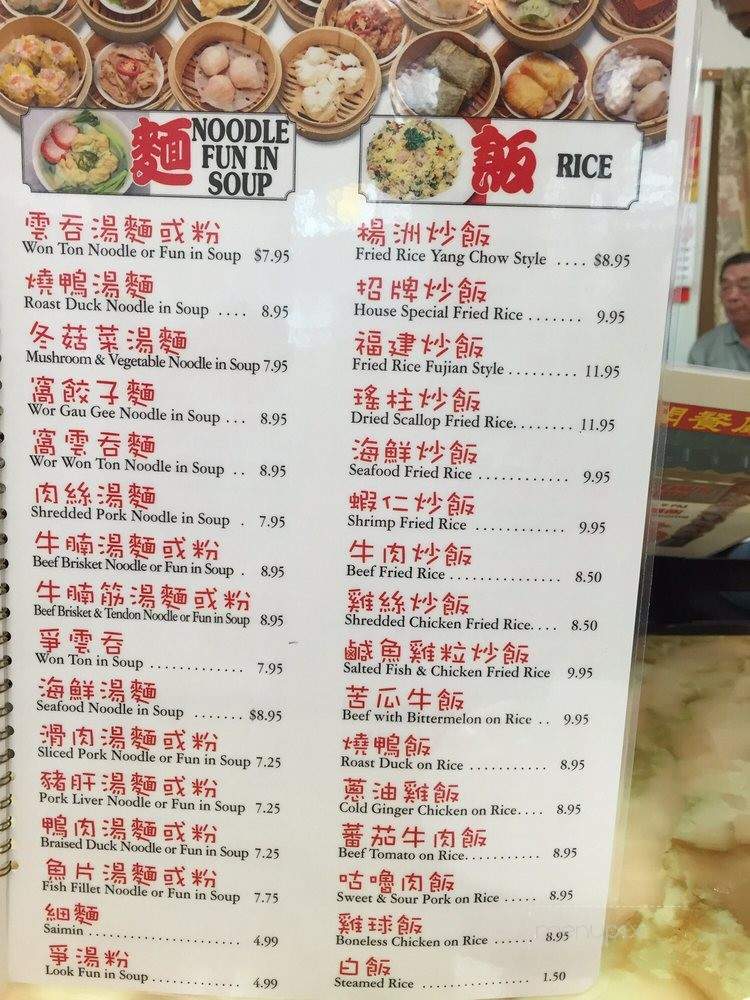 麵
NOODLE
FUN IN
SOUP
雲吞湯麵或粉
Won Ton Noodle or Fun in Soup $7.95
燒鴨湯麵
Roast Duck Noodle in Soup .... 8.95
冬菇菜湯麵
Mushroom & Vegetable Noodle in Soup 7.95
窩餃子麵
Wor Gau Gee Noodle in Soup ... 8.95
窩雲吞麵
Wor Won Ton Noodle in Soup .. 8.95
肉絲湯麵
Shredded Pork Noodle in Soup . 7.95
牛腩湯麵或粉
Beef Brisket Noodle or Fun in Soup . 8.95
牛腩筋湯麵或粉
Beef Brisket & Tendon Noodle or Fun in Soup 8.95
爭雲吞
Won Ton in Soup ............. 7.95
海鮮湯麵
Seafood Noodle in Soup ....... $8.95
滑肉湯麵或粉
Sliced Pork Noodle or Fun in Soup 7.25
豬肝湯麵或粉
Pork Liver Noodle or Fun in Soup 7.25
鴨肉湯麵或粉
Braised Duck Noodle or Fun in Soup 7.25
魚片湯麵或粉
Fish Fillet Noodle or Fun in Soup 7.75
細麵
Saimin ...................... 4.99
爭湯粉
Look Fun in Soup ............ 4.99
飯
RICE
楊洲炒飯
Fried Rice Yang Chow Style .... $8.95
招牌炒飯
House Special Fried Rice ....... 9.95
福建炒飯
Fried Rice Fujian Style ......... 11.95
瑤柱炒飯
Dried Scallop Fried Rice........ 11.95
海鮮炒飯
Seafood Fried Rice ............ 9.95
蝦仁炒飯
Shrimp Fried Rice ............ 9.95
牛肉炒飯
Beef Fried Rice ............... 8.50
雞絲炒飯
Shredded Chicken Fried Rice.... 8.50
鹹魚雞粒炒飯
Salted Fish & Chicken Fried Rice 9.95
苦瓜牛飯
Beef with Bittermelon on Rice .. 9.95
燒鴨飯
Roast Duck on Rice ........... 8.95
蔥油雞飯
Cold Ginger Chicken on Rice.... 8.95
蕃茄牛肉飯
Beef Tomato on Rice........... 8.95
咕嚕肉飯
Sweet & Sour Pork on Rice ..... 8.95
雞球飯
Boneless Chicken on Rice ...... 8.95
白飯
Steamed Rice ................ 1.50